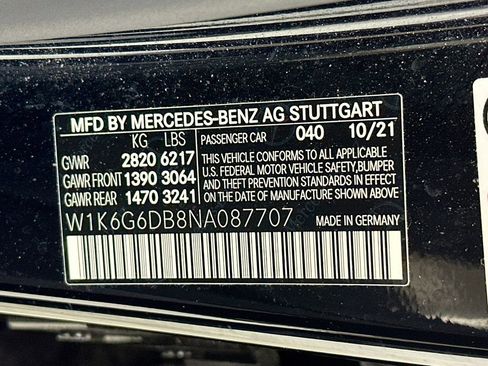 MFD BY MERCEDES-BENZ AG STUTTGART
KG LBS PASSENGER CAR 040 10/21
GVWR 2820 6217
GAWR FRONT 1390 3064
GAWR REAR 1470 3241
THIS VEHICLE CONFORMS TO ALL APPLICABLE
U.S. FEDERAL MOTOR VEHICLE SAFETY,BUMPER
AND THEFT PREVENTION STANDARDS IN EFFECT
ON THE DATE OF MANUFACTURE SHOWN ABOVE.
W1K6G6DB8NA087707
MADE IN GERMANY